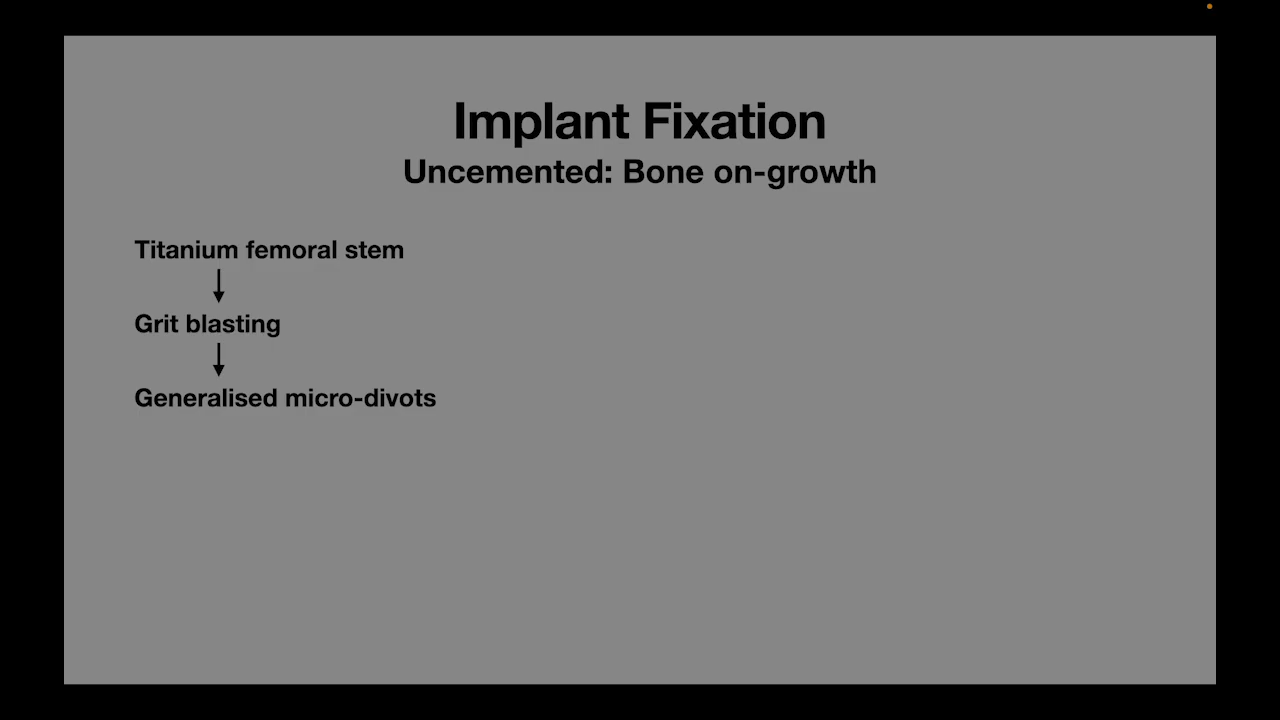 Implant Fixation
Uncemented: Bone on-growth
Titanium femoral stem
Grit blasting
Generalised micro-divots